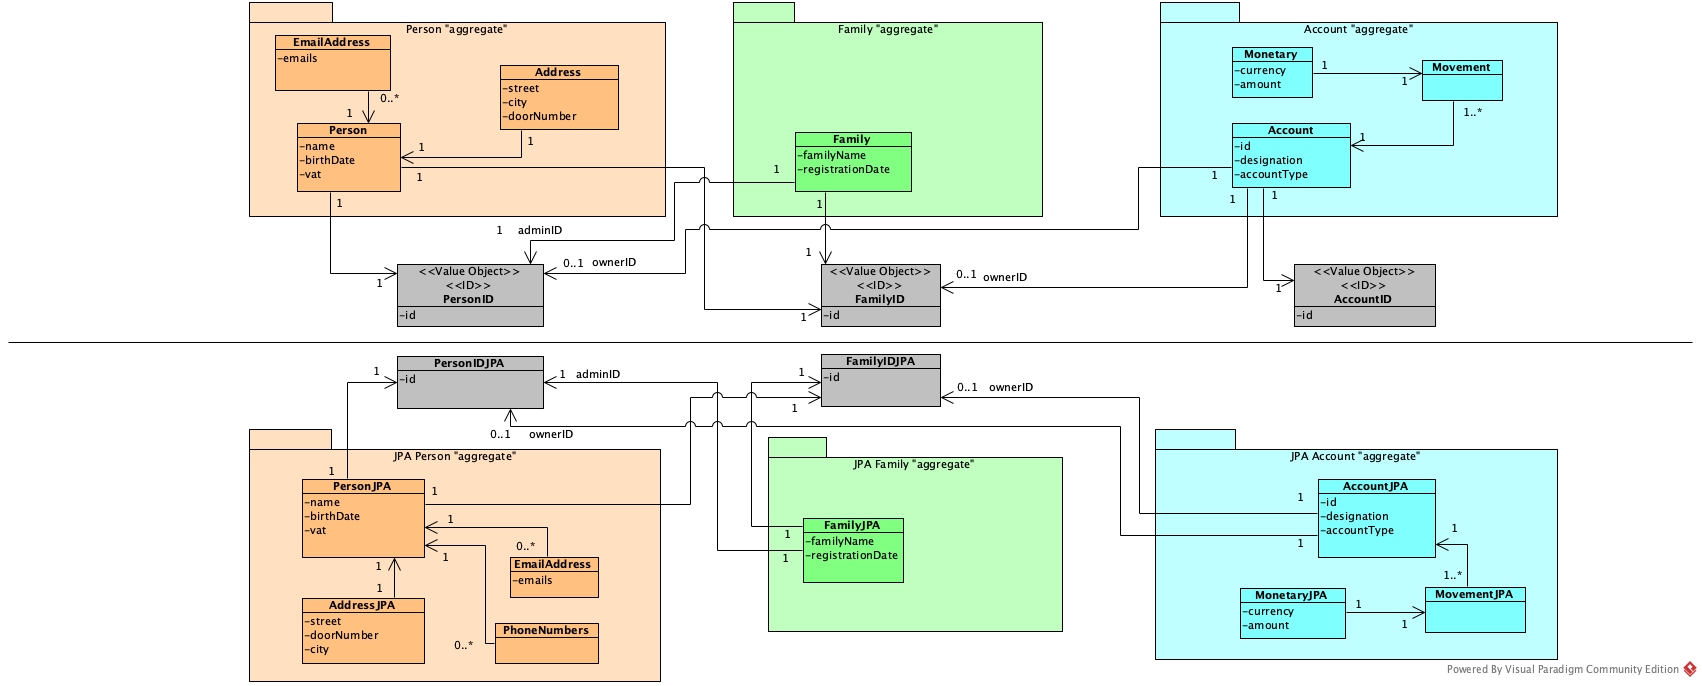 Person "aggregate"
EmailAddress
-emails
0..*
1
Address
-street
-city
-doorNumber
1
Person
-name
-birthDate
-vat
1
1
1
Family "aggregate"
Family
-familyName
-registrationDate
1
1
Account "aggregate"
Monetary
-currency
-amount
1
1
Movement
1..*
Account
-id
-designation
-accountType
1
1
1
1
1 adminID
0..1 ownerID
1
<<Value Object>>
<<ID>>
PersonID
-id
1
1
<<Value Object>>
<<ID>>
FamilyID
-id
0..1 ownerID
1
<<Value Object>>
<<ID>>
AccountID
-id
1
PersonIDJPA
-id
1 adminID
0..1 ownerID
1
1
FamilyIDJPA
-id
0..1 ownerID
JPA Person "aggregate"
1
PersonJPA
-name
-birthDate
-vat
1
1
0..*
1
EmailAddress
-emails
1
1
AddressJPA
-street
-doorNumber
-city
PhoneNumbers
0..*
JPA Family "aggregate"
FamilyJPA
-familyName
-registrationDate
1
1
JPA Account "aggregate"
AccountJPA
-id
-designation
-accountType
1
1
1
1..*
MonetaryJPA
-currency
-amount
1
1
MovementJPA
Powered By Visual Paradigm Community Edition